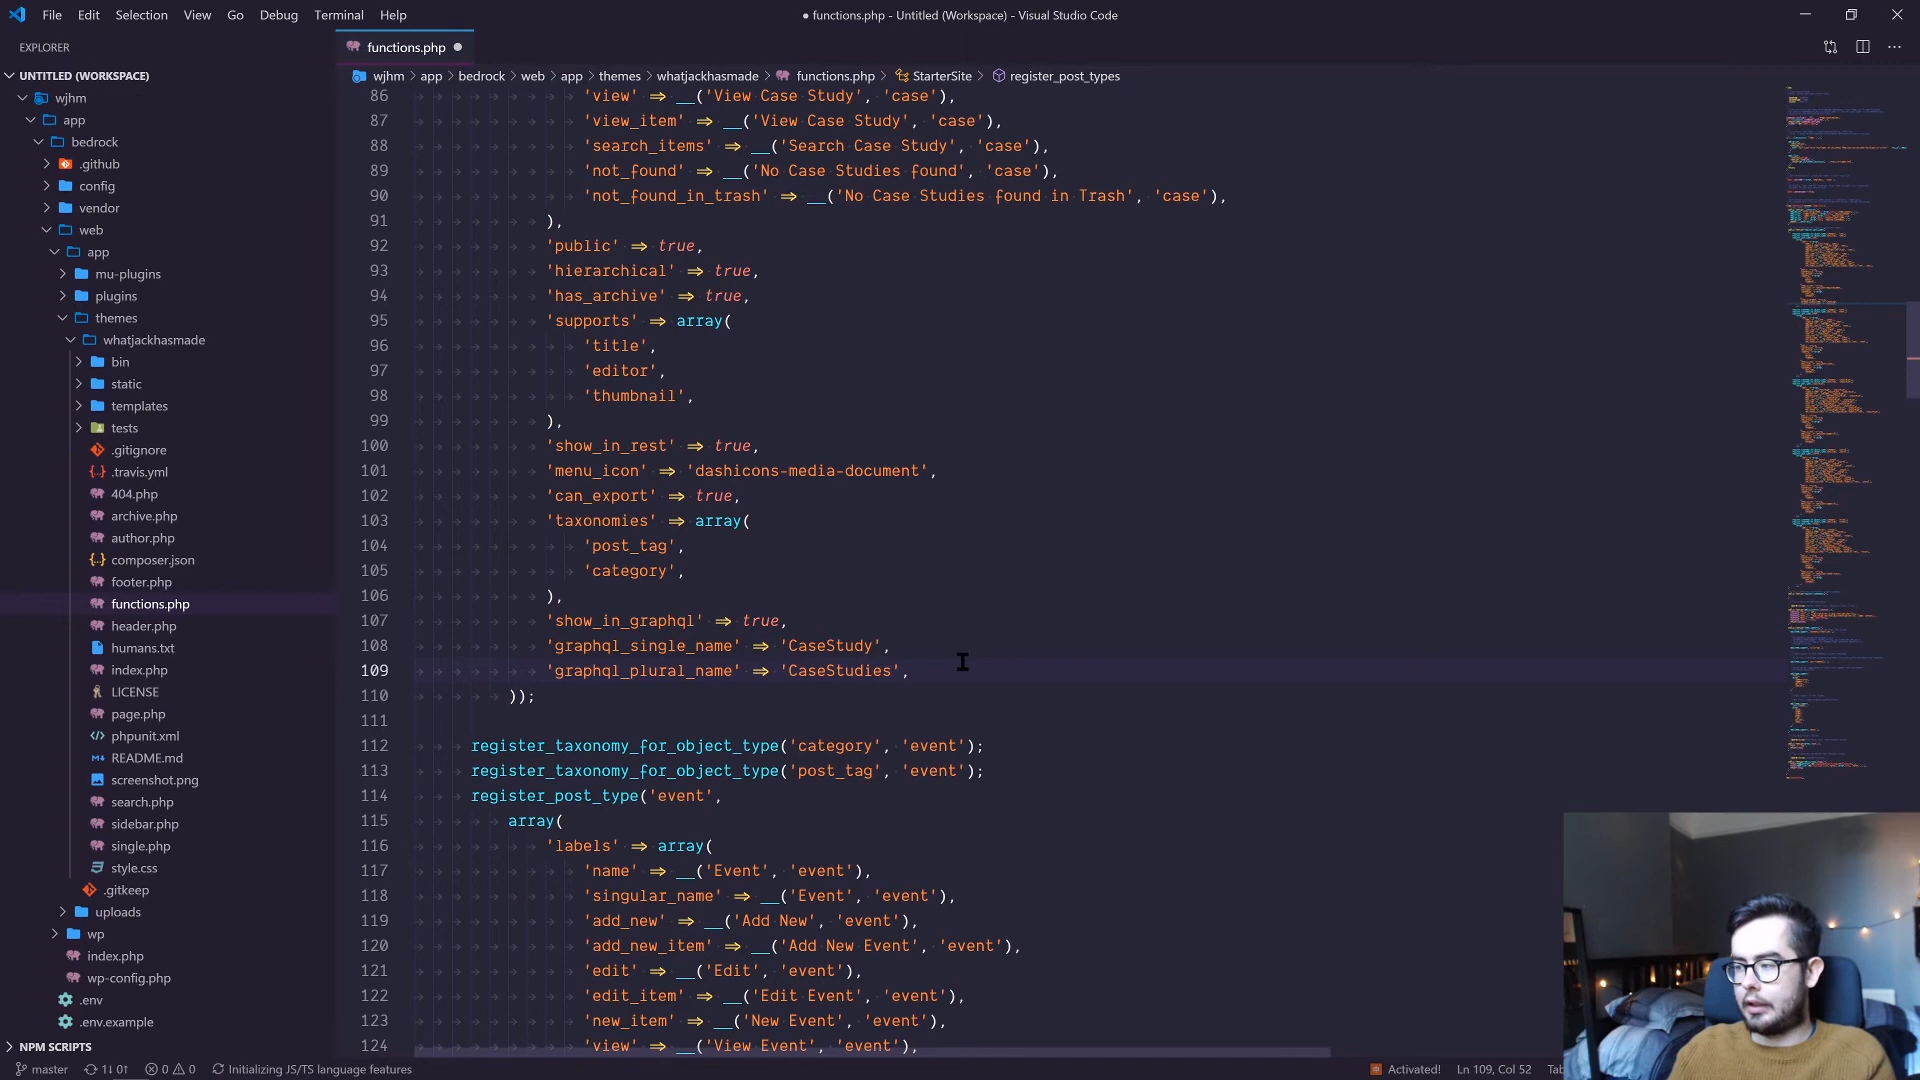 File Edit Selection View Go Debug Terminal Help
● functions.php - Untitled (Workspace) - Visual Studio Code
EXPLORER
functions.php
UNTITLED (WORKSPACE)
wjhm > app > bedrock > web > app > themes > whatjackhasmade > functions.php > StarterSite > register_post_types
wjhm
app
bedrock
.github
config
vendor
web
app
mu-plugins
plugins
themes
whatjackhasmade
bin
static
templates
tests
.gitignore
.travis.yml
404.php
archive.php
author.php
composer.json
footer.php
functions.php
header.php
humans.txt
index.php
LICENSE
page.php
phpunit.xml
README.md
screenshot.png
search.php
sidebar.php
single.php
style.css
.gitkeep
uploads
wp
index.php
wp-config.php
.env
.env.example
NPM SCRIPTS
86 'view' => __('View Case Study', 'case'),
87 'view_item' => __('View Case Study', 'case'),
88 'search_items' => __('Search Case Study', 'case'),
89 'not_found' => __('No Case Studies found', 'case'),
90 'not_found_in_trash' => __('No Case Studies found in Trash', 'case'),
91 ),
92 'public' => true,
93 'hierarchical' => true,
94 'has_archive' => true,
95 'supports' => array(
96 'title',
97 'editor',
98 'thumbnail',
99 ),
100 'show_in_rest' => true,
101 'menu_icon' => 'dashicons-media-document',
102 'can_export' => true,
103 'taxonomies' => array(
104 'post_tag',
105 'category',
106 ),
107 'show_in_graphql' => true,
108 'graphql_single_name' => 'CaseStudy',
109 'graphql_plural_name' => 'CaseStudies',
110 ));
111
112 register_taxonomy_for_object_type('category', 'event');
113 register_taxonomy_for_object_type('post_tag', 'event');
114 register_post_type('event',
115 array(
116 'labels' => array(
117 'name' => __('Event', 'event'),
118 'singular_name' => __('Event', 'event'),
119 'add_new' => __('Add New', 'event'),
120 'add_new_item' => __('Add New Event', 'event'),
121 'edit' => __('Edit', 'event'),
122 'edit_item' => __('Edit Event', 'event'),
123 'new_item' => __('New Event', 'event'),
124 'view' => __('View Event', 'event'),
master 1↓ 0↑ 0 0 Initializing JS/TS language features Activated! Ln 109, Col 52